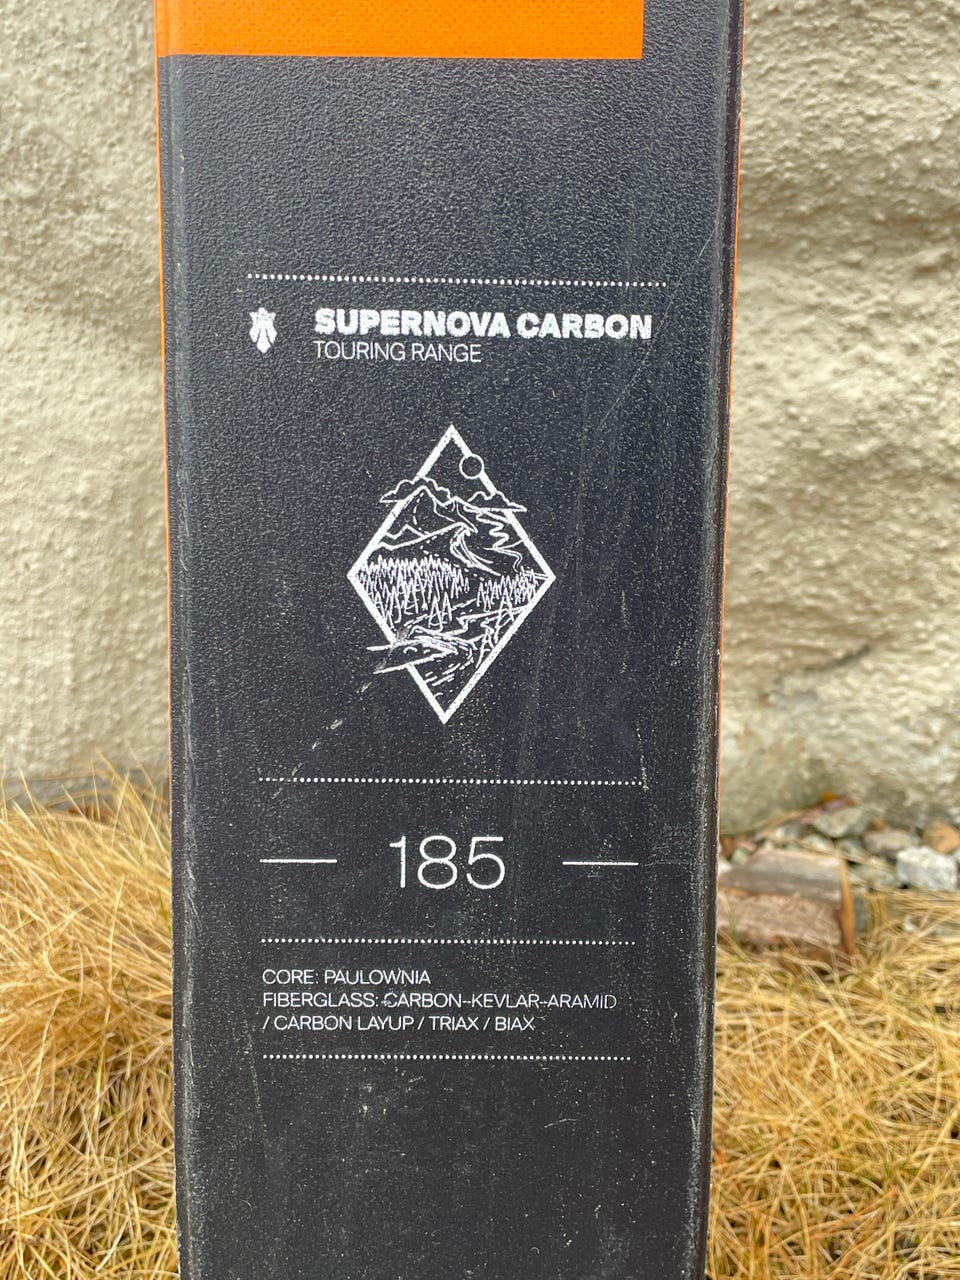 SUPERNOVA CARBON
TOURING RANGE
185
CORE: PAULOWNIA
FIBERGLASS: CARBON-KEVLAR-ARAMID
/ CARBON LAYUP / TRIAX / BIAX